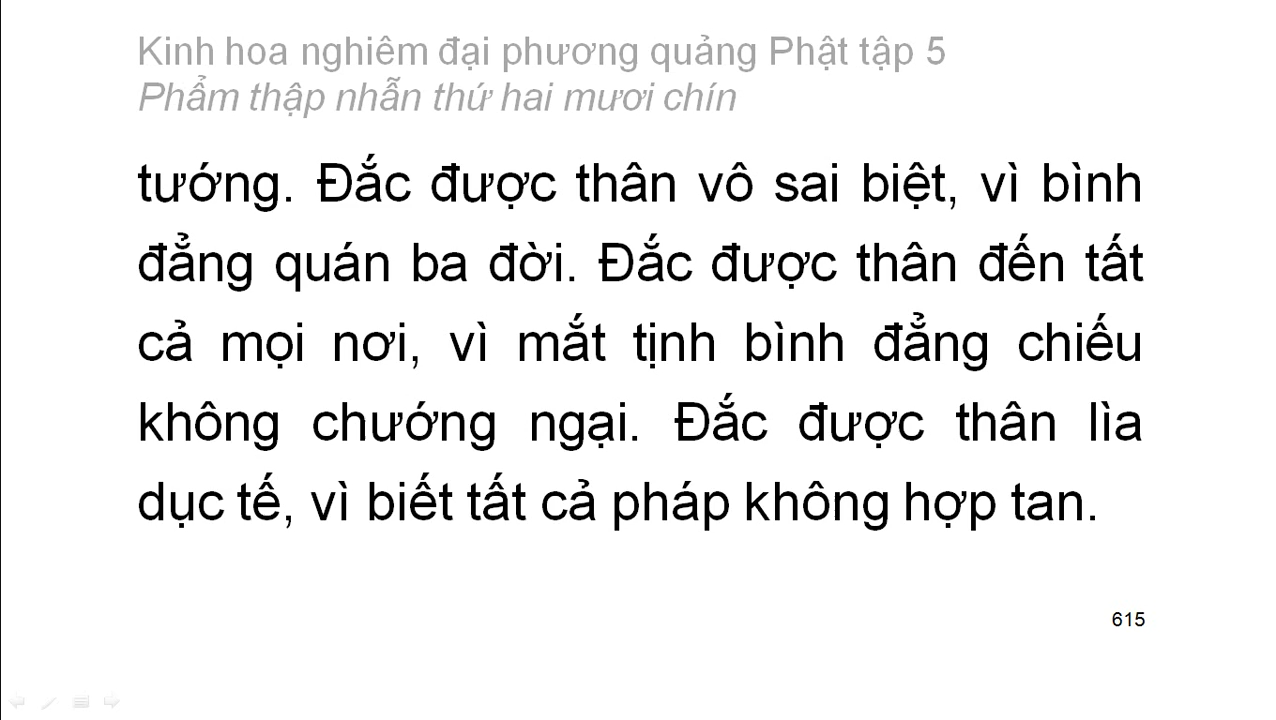 Kinh hoa nghiêm đại phương quảng Phật tập 5
Phẩm thập nhẫn thứ hai mươi chín
tướng. Đắc được thân vô sai biệt, vì bình
đẳng quán ba đời. Đắc được thân đến tất
cả mọi nơi, vì mắt tịnh bình đẳng chiếu
không chướng ngại. Đắc được thân lìa
dục tế, vì biết tất cả pháp không hợp tan.
615